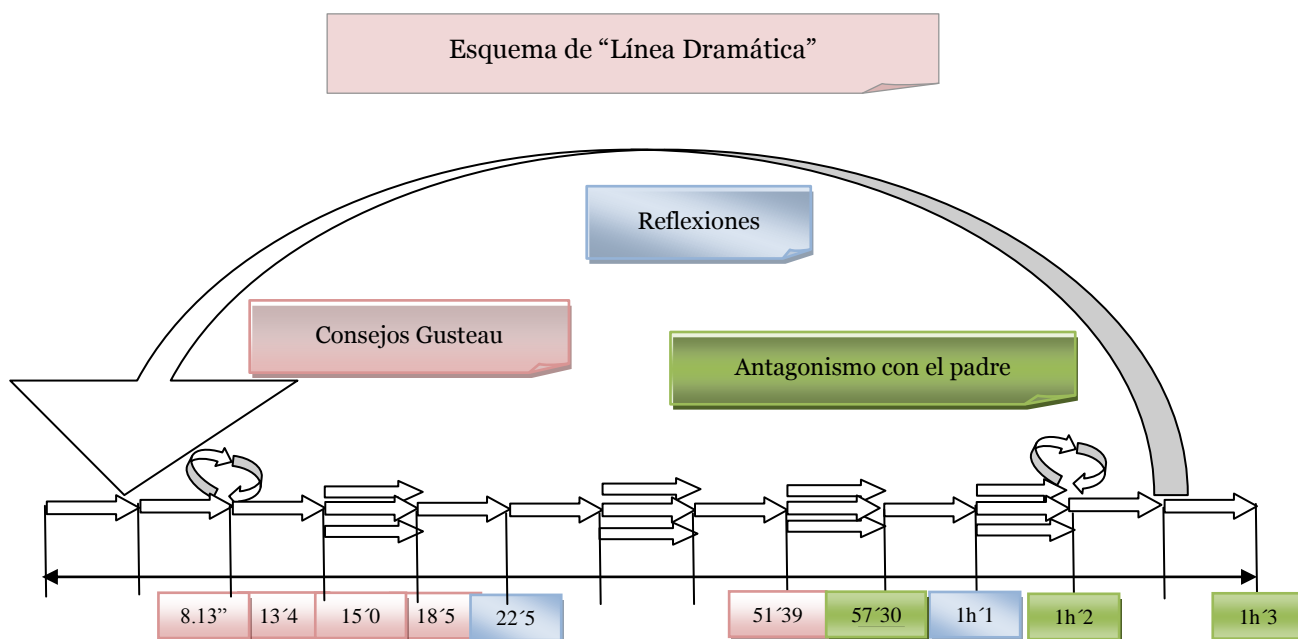 Esquema de “Línea Dramática”
Reflexiones
Consejos Gusteau
Antagonismo con el padre
8.13”
13´4
15´0
18´5
22´5
51´39
57´30
1h´1
1h´2
1h´3